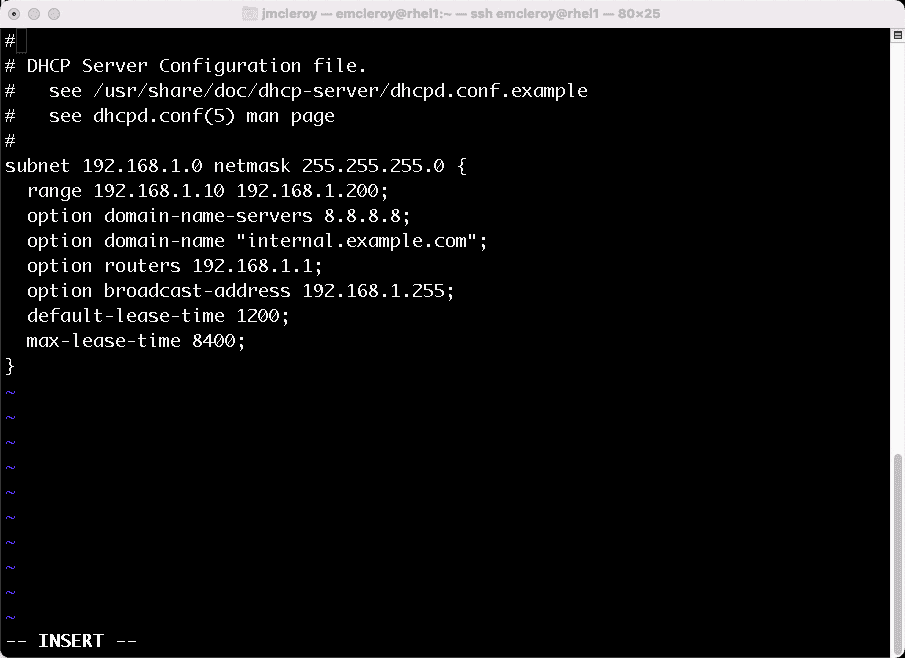 jmcleroy — emcleroy@rhel1:~ — ssh emcleroy@rhel1 — 80×25
#
# DHCP Server Configuration file.
#   see /usr/share/doc/dhcp-server/dhcpd.conf.example
#   see dhcpd.conf(5) man page
#
subnet 192.168.1.0 netmask 255.255.255.0 {
  range 192.168.1.10 192.168.1.200;
  option domain-name-servers 8.8.8.8;
  option domain-name "internal.example.com";
  option routers 192.168.1.1;
  option broadcast-address 192.168.1.255;
  default-lease-time 1200;
  max-lease-time 8400;
}
~
~
~
~
~
~
~
~
~
~
-- INSERT --